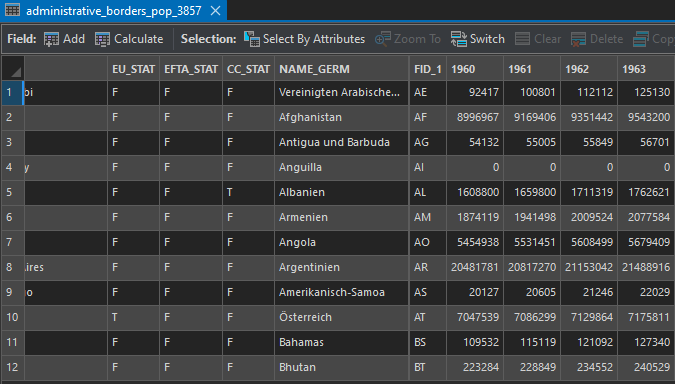 administrative_borders_pop_3857
Field: Add Calculate Selection: Select By Attributes Zoom To Switch Clear Delete Cop
EU_STAT EFTA_STAT CC_STAT NAME_GERM FID_1 1960 1961 1962 1963
1 bi F F F Vereinigten Arabische... AE 92417 100801 112112 125130
2 F F F Afghanistan AF 8996967 9169406 9351442 9543200
3 F F F Antigua und Barbuda AG 54132 55005 55849 56701
4 y F F F Anguilla AI 0 0 0 0
5 F F T Albanien AL 1608800 1659800 1711319 1762621
6 F F F Armenien AM 1874119 1941498 2009524 2077584
7 F F F Angola AO 5454938 5531451 5608499 5679409
8 ires F F F Argentinien AR 20481781 20817270 21153042 21488916
9 o F F F Amerikanisch-Samoa AS 20127 20605 21246 22029
10 T F F Österreich AT 7047539 7086299 7129864 7175811
11 F F F Bahamas BS 109532 115119 121092 127340
12 F F F Bhutan BT 223284 228849 234552 240529